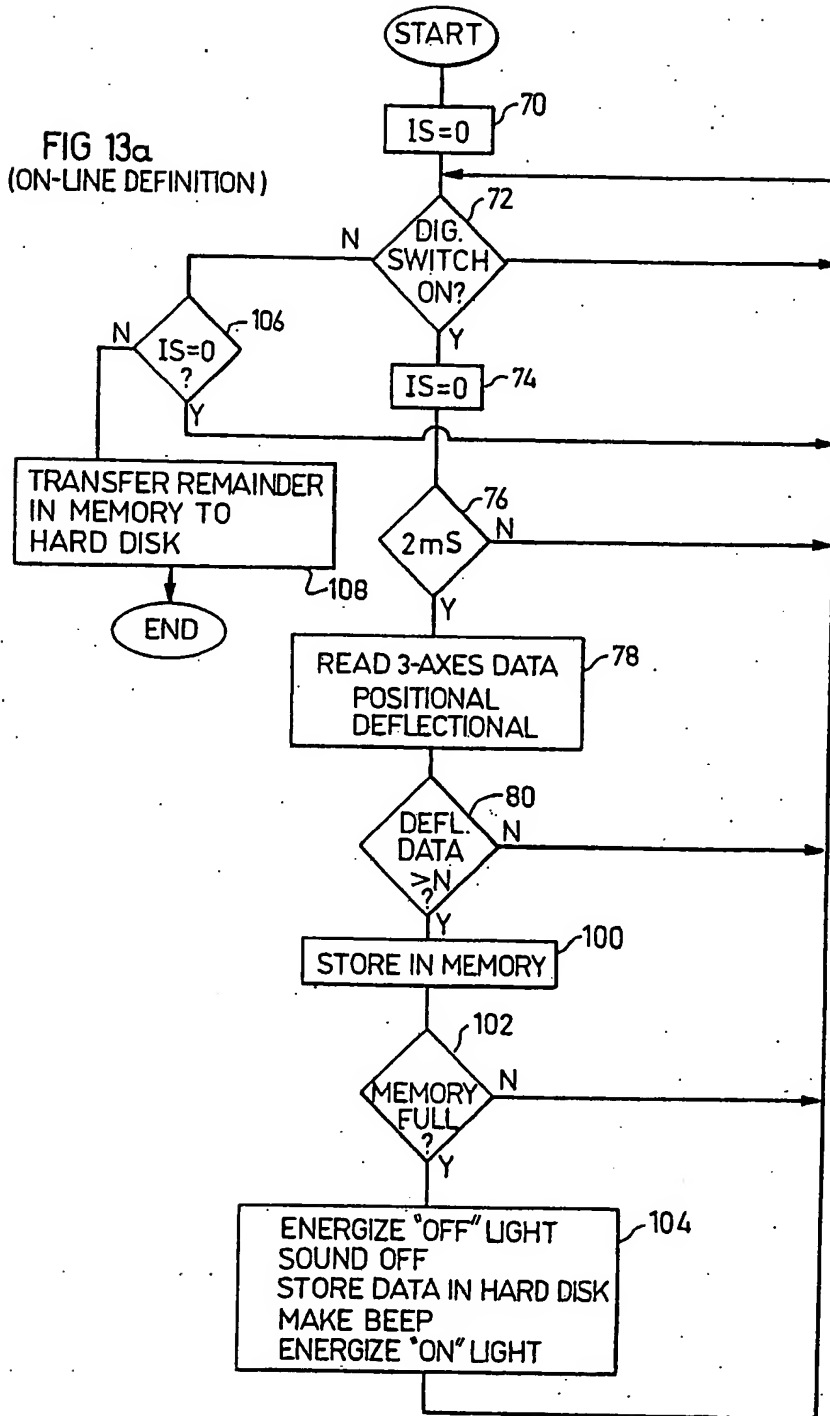 START
70
IS=0
FIG 13a
(ON-LINE DEFINITION)
72
N
DIG.
SWITCH
ON?
Y
106
N
IS=0
?
Y
IS=0
74
TRANSFER REMAINDER
IN MEMORY TO
HARD DISK
108
END
76
2mS
N
Y
READ 3-AXES DATA
POSITIONAL
DEFLECTIONAL
78
80
DEFL.
DATA
>N
?
N
Y
100
STORE IN MEMORY
102
MEMORY
FULL
?
N
Y
ENERGIZE "OFF" LIGHT
SOUND OFF
STORE DATA IN HARD DISK
MAKE BEEP
ENERGIZE "ON" LIGHT
104